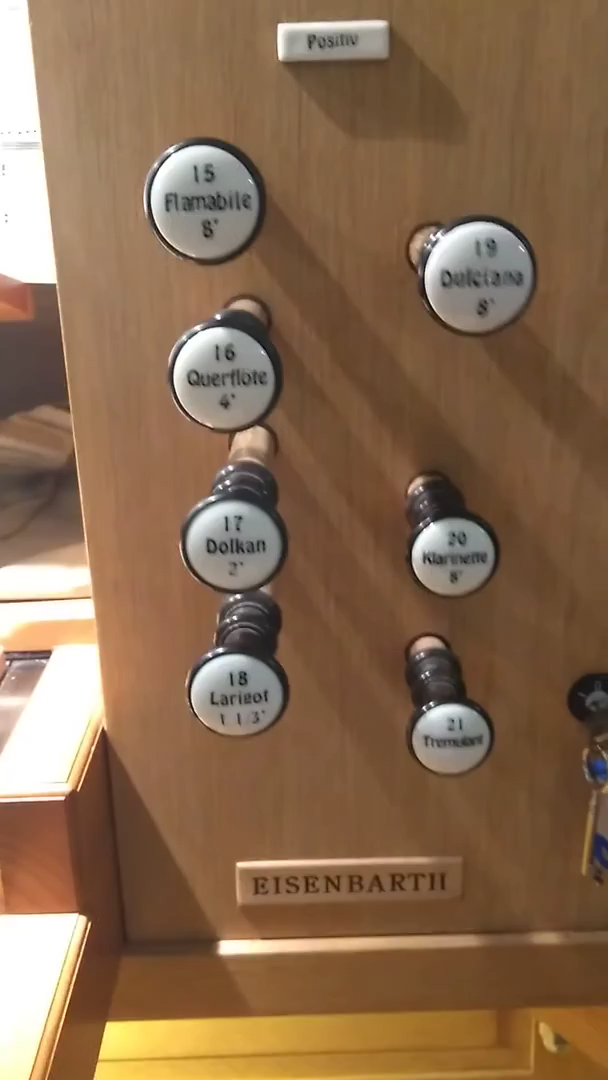 Positiv
15
Flamabile
8'
19
Dulciana
8'
16
Querflöte
4'
17
Dolkan
2'
20
Klarinette
8'
18
Larigot
1 1/3'
21
Tremulant
EISENBARTH